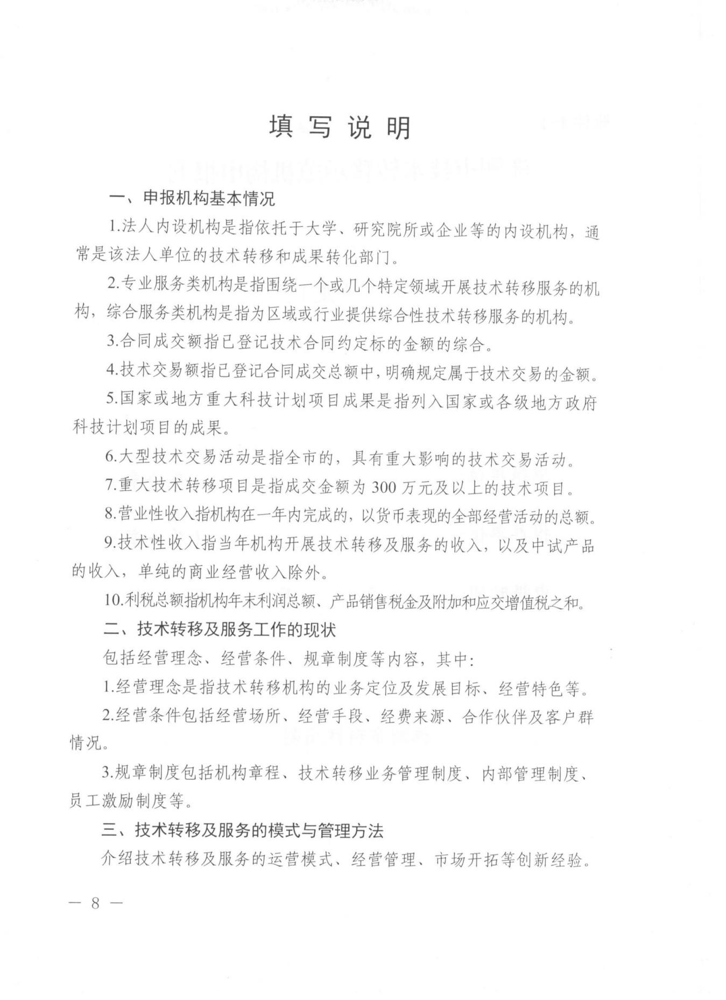 填写说明
一、申报机构基本情况
1.法人内设机构是指依托于大学、研究院所或企业等的内设机构，通
常是该法人单位的技术转移和成果转化部门。
2.专业服务类机构是指围绕一个或几个特定领域开展技术转移服务的机
构，综合服务类机构是指为区域或行业提供综合性技术转移服务的机构。
3.合同成交额指已登记技术合同约定标的金额的综合。
4.技术交易额指已登记合同成交总额中，明确规定属于技术交易的金额。
5.国家或地方重大科技计划项目成果是指列入国家或各级地方政府
科技计划项目的成果。
6.大型技术交易活动是指全市的，具有重大影响的技术交易活动。
7.重大技术转移项目是指成交金额为 300 万元及以上的技术项目。
8.营业性收入指机构在一年内完成的，以货币表现的全部经营活动的总额。
9.技术性收入指当年机构开展技术转移及服务的收入，以及中试产品
的收入，单纯的商业经营收入除外。
10.利税总额指机构年末利润总额、产品销售税金及附加和应交增值税之和。
二、技术转移及服务工作的现状
包括经营理念、经营条件、规章制度等内容，其中：
1.经营理念是指技术转移机构的业务定位及发展目标、经营特色等。
2.经营条件包括经营场所、经营手段、经费来源、合作伙伴及客户群
情况。
3.规章制度包括机构章程、技术转移业务管理制度、内部管理制度、
员工激励制度等。
三、技术转移及服务的模式与管理方法
介绍技术转移及服务的运营模式、经营管理、市场开拓等创新经验。
— 8 —